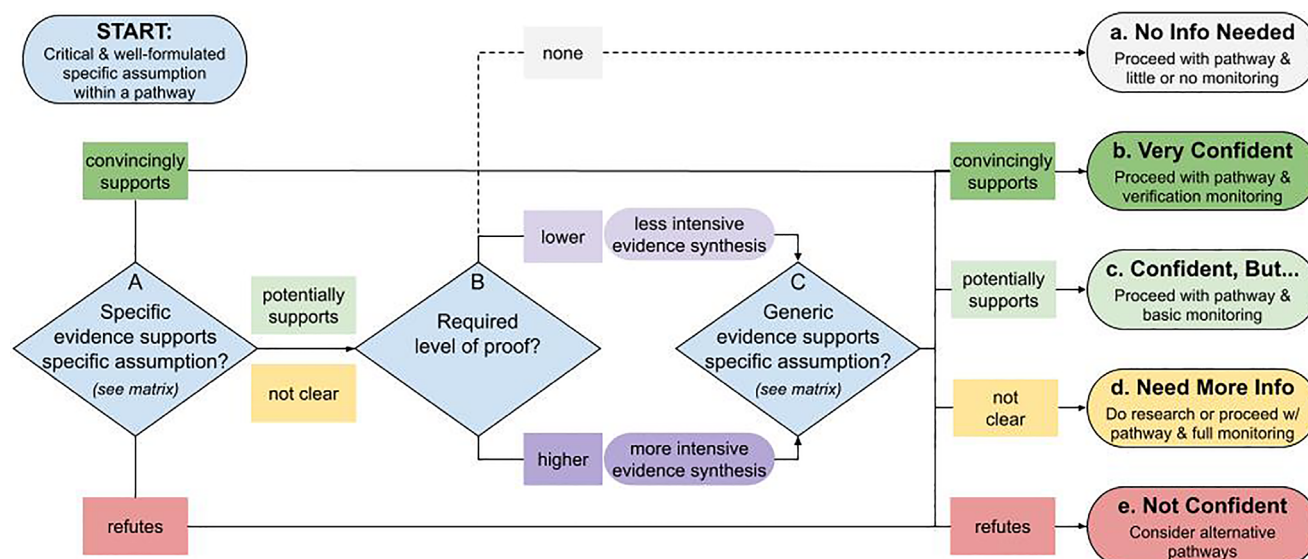 START:
Critical & well-formulated
specific assumption
within a pathway
none
a. No Info Needed
Proceed with pathway &
little or no monitoring
convincingly
supports
convincingly
supports
b. Very Confident
Proceed with pathway &
verification monitoring
lower
less intensive
evidence synthesis
A
Specific
evidence supports
specific assumption?
(see matrix)
potentially
supports
not clear
B
Required
level of proof?
C
Generic
evidence supports
specific assumption?
(see matrix)
potentially
supports
c. Confident, But...
Proceed with pathway &
basic monitoring
not
clear
d. Need More Info
Do research or proceed w/
pathway & full monitoring
higher
more intensive
evidence synthesis
refutes
refutes
e. Not Confident
Consider alternative
pathways